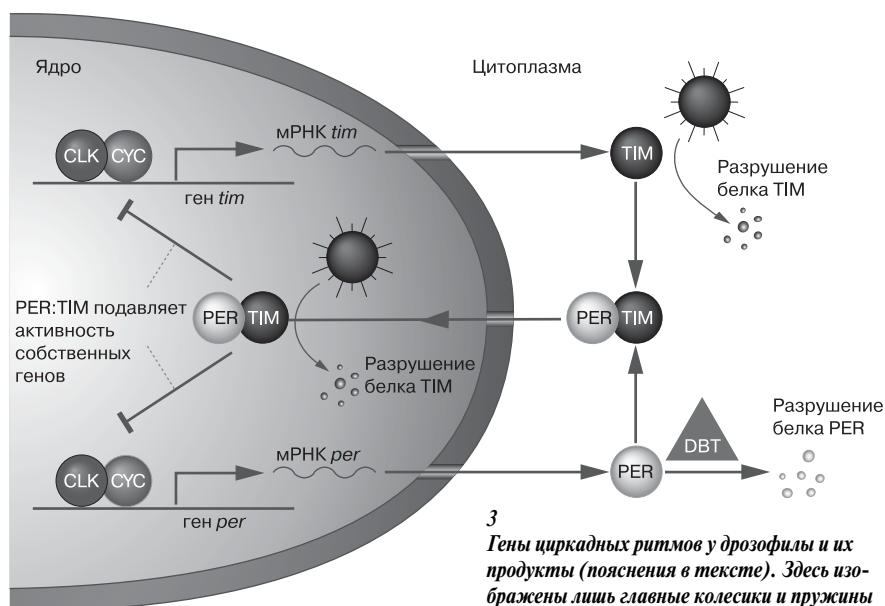 Ядро
Цитоплазма
CLK CYC
мРНК tim
ген tim
TIM
Разрушение
белка TIM
PER:TIM подавляет
активность
собственных
генов
PER TIM
Разрушение
белка TIM
PER TIM
CLK CYC
мРНК per
ген per
PER
DBT
Разрушение
белка PER
3
Гены циркадных ритмов у дрозофилы и их
продукты (пояснения в тексте). Здесь изо-
бражены лишь главные колесики и пружины